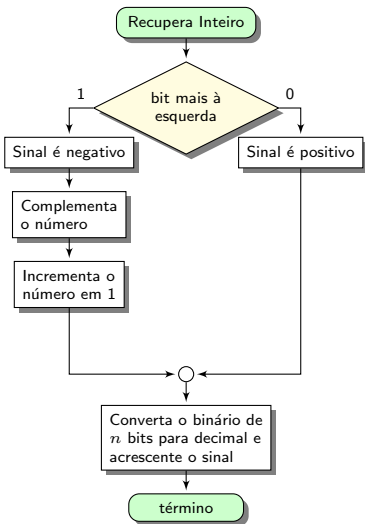 Recupera Inteiro
bit mais à
esquerda
1
0
Sinal é negativo
Sinal é positivo
Complementa
o número
Incrementa o
número em 1
Converta o binário de
n bits para decimal e
acrescente o sinal
término